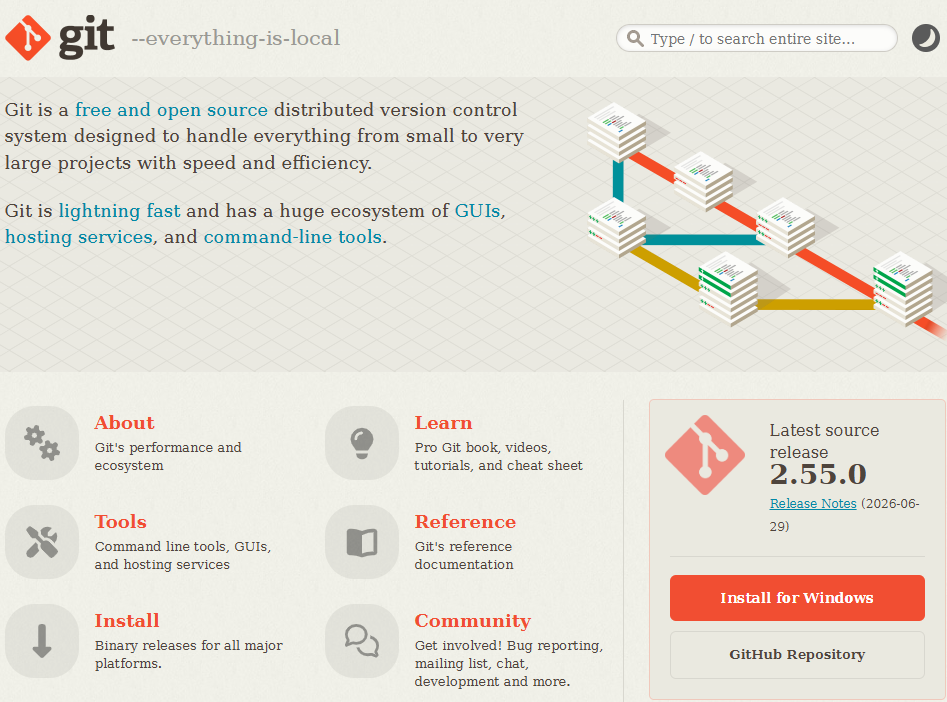 git --everything-is-local
Type / to search entire site...
Git is a free and open source distributed version control
system designed to handle everything from small to very
large projects with speed and efficiency.
Git is lightning fast and has a huge ecosystem of GUIs,
hosting services, and command-line tools.
About
Git's performance and
ecosystem
Learn
Pro Git book, videos,
tutorials, and cheat sheet
Tools
Command line tools, GUIs,
and hosting services
Reference
Git's reference
documentation
Install
Binary releases for all major
platforms.
Community
Get involved! Bug reporting,
mailing list, chat,
development and more.
Latest source
release
2.55.0
Release Notes (2026-06-
29)
Install for Windows
GitHub Repository